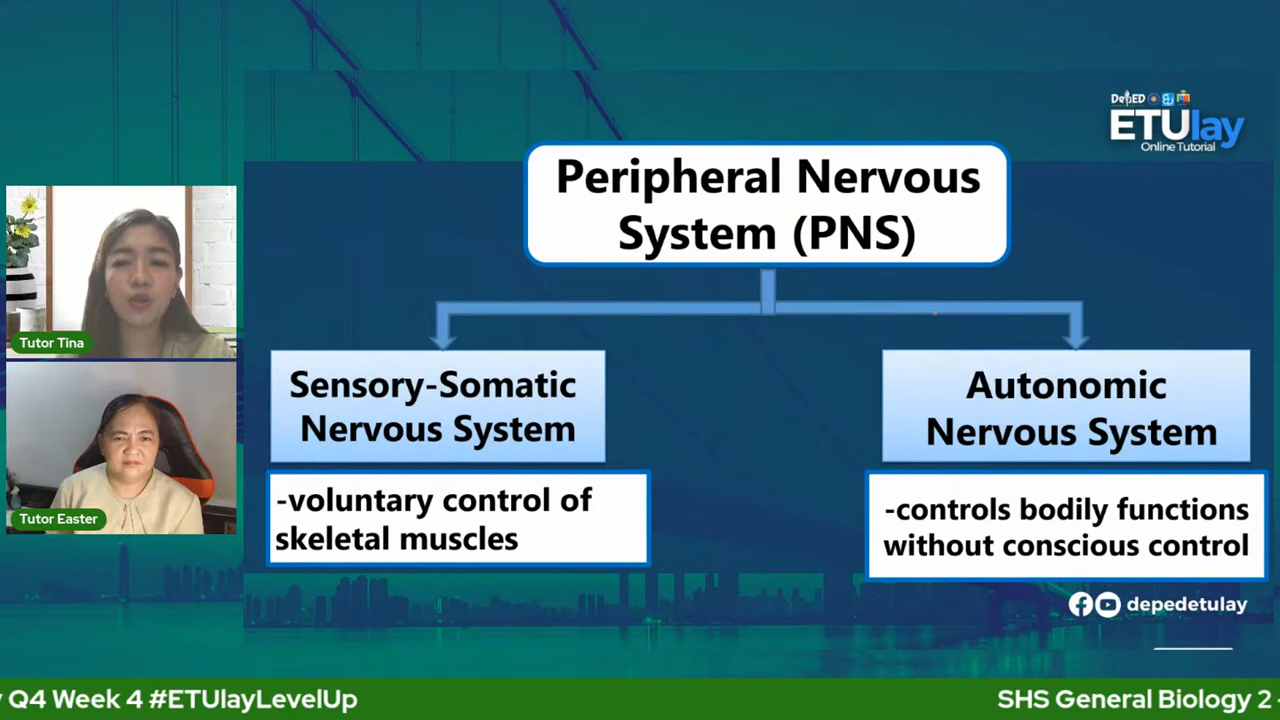 DepED
ETUlay
Online Tutorial
Peripheral Nervous
System (PNS)
Sensory-Somatic
Nervous System
-voluntary control of
skeletal muscles
Autonomic
Nervous System
-controls bodily functions
without conscious control
Tutor Tina
Tutor Easter
depedetulay
Q4 Week 4 #ETUlayLevelUp
SHS General Biology 2 -